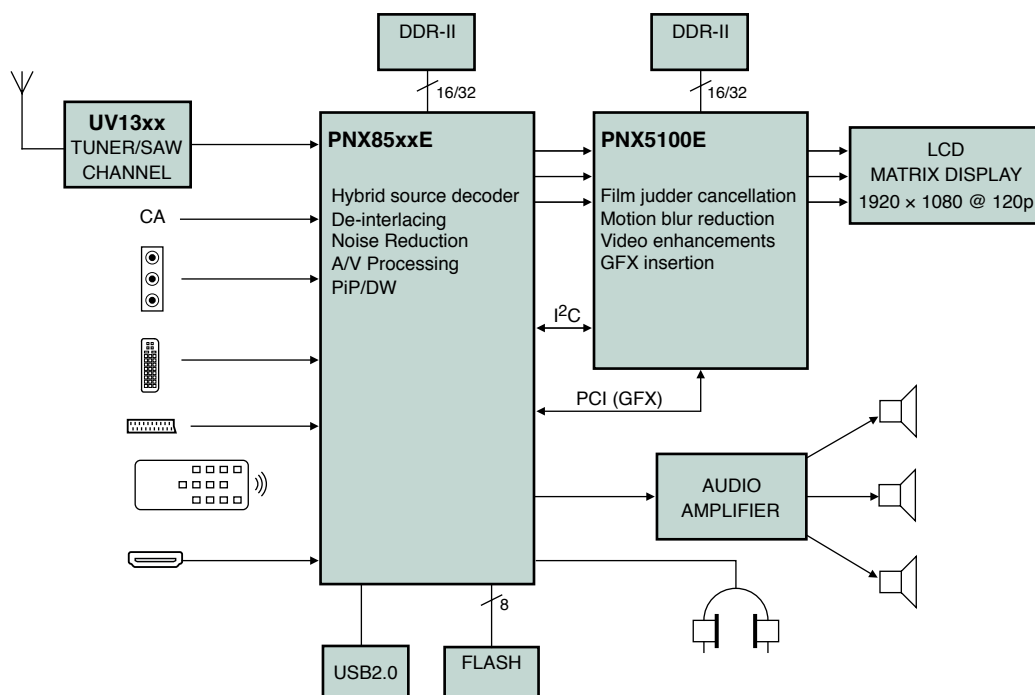 DDR-II
DDR-II
16/32
16/32
UV13xx
TUNER/SAW
CHANNEL
PNX85xxE
Hybrid source decoder
De-interlacing
Noise Reduction
A/V Processing
PiP/DW
PNX5100E
Film judder cancellation
Motion blur reduction
Video enhancements
GFX insertion
LCD
MATRIX DISPLAY
1920 × 1080 @ 120p
CA
I²C
PCI (GFX)
AUDIO
AMPLIFIER
8
USB2.0
FLASH